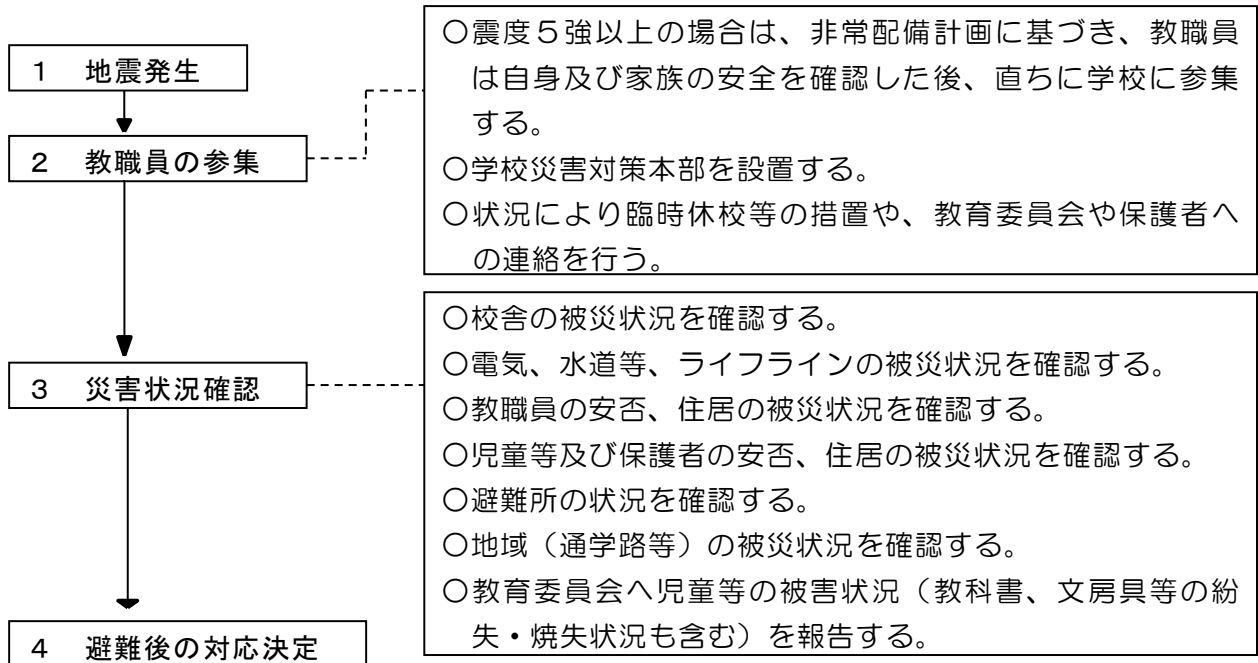 １　地震発生
２　教職員の参集
〇震度５強以上の場合は、非常配備計画に基づき、教職員
は自身及び家族の安全を確認した後、直ちに学校に参集
する。
〇学校災害対策本部を設置する。
〇状況により臨時休校等の措置や、教育委員会や保護者へ
の連絡を行う。
３　災害状況確認
〇校舎の被災状況を確認する。
〇電気、水道等、ライフラインの被災状況を確認する。
〇教職員の安否、住居の被災状況を確認する。
〇児童等及び保護者の安否、住居の被災状況を確認する。
〇避難所の状況を確認する。
〇地域（通学路等）の被災状況を確認する。
〇教育委員会へ児童等の被害状況（教科書、文房具等の紛
失・焼失状況も含む）を報告する。
４　避難後の対応決定